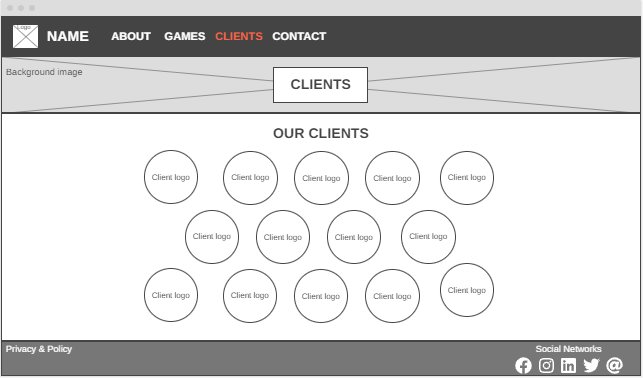 Logo
NAME
ABOUT GAMES CLIENTS CONTACT
Background image
CLIENTS
OUR CLIENTS
Client logo Client logo Client logo Client logo Client logo
Client logo Client logo Client logo Client logo
Client logo Client logo Client logo Client logo Client logo
Privacy & Policy
Social Networks